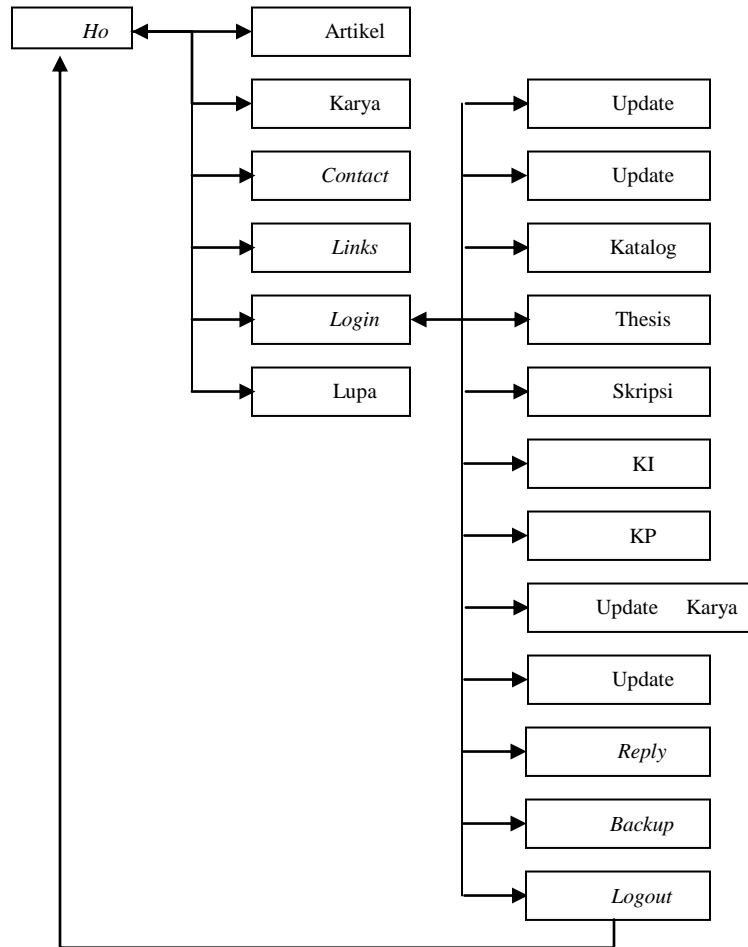 Ho
Artikel
Karya
Contact
Links
Login
Lupa
Update
Update
Katalog
Thesis
Skripsi
KI
KP
Update Karya
Update
Reply
Backup
Logout